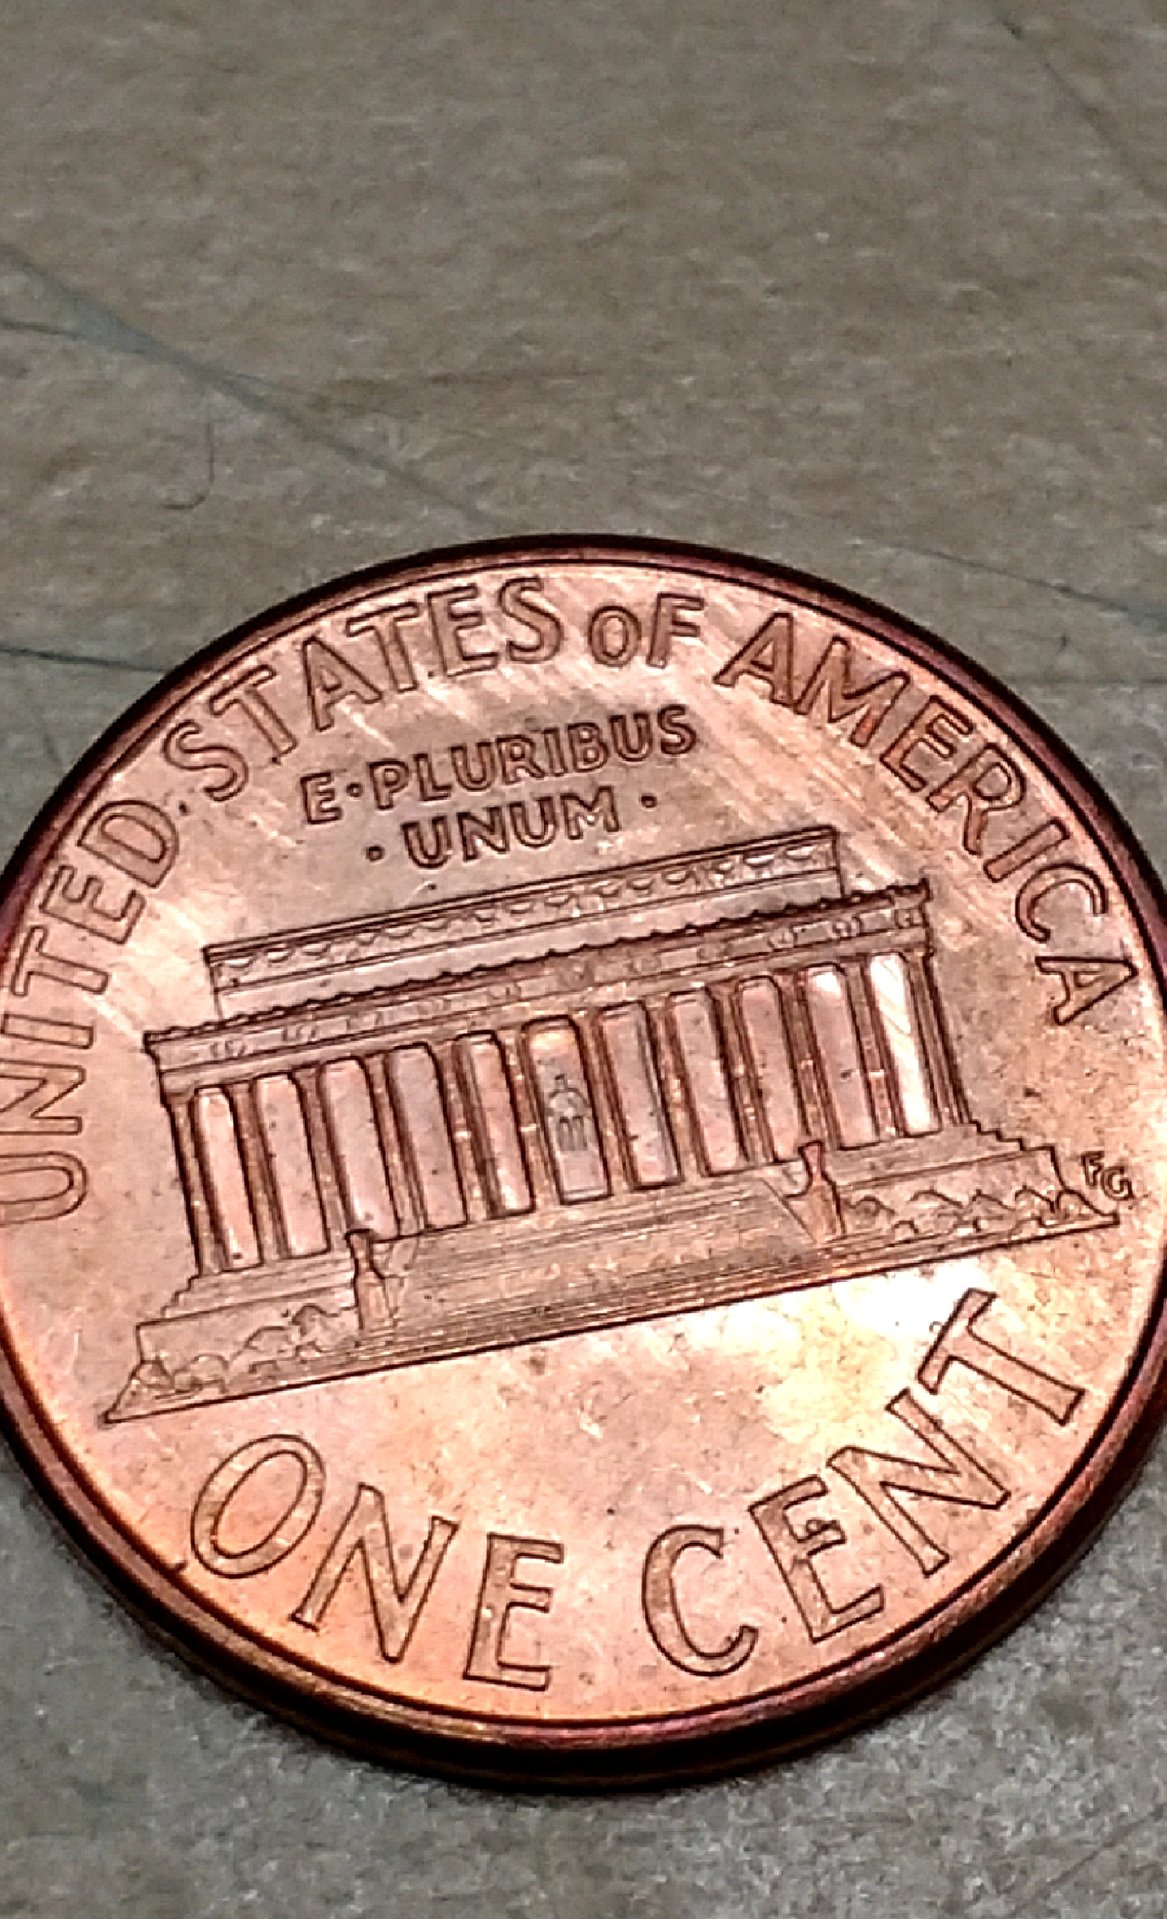 UNITED STATES OF AMERICA
E·PLURIBUS
·UNUM·
FG
ONE CENT